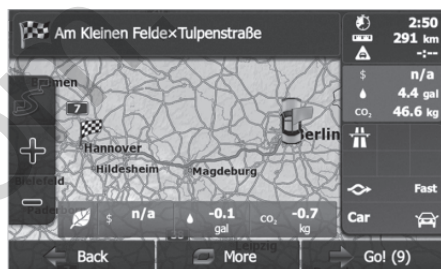 Am Kleinen Felde×Tulpenstraße
2:50
291 km
-:--
$ n/a
4.4 gal
CO₂ 46.6 kg
7
Hannover
Berlin
Hildesheim
Magdeburg
Fast
$ n/a
-0.1 gal
CO₂ -0.7 kg
Car
Leipzig
Back
More
Go! (9)